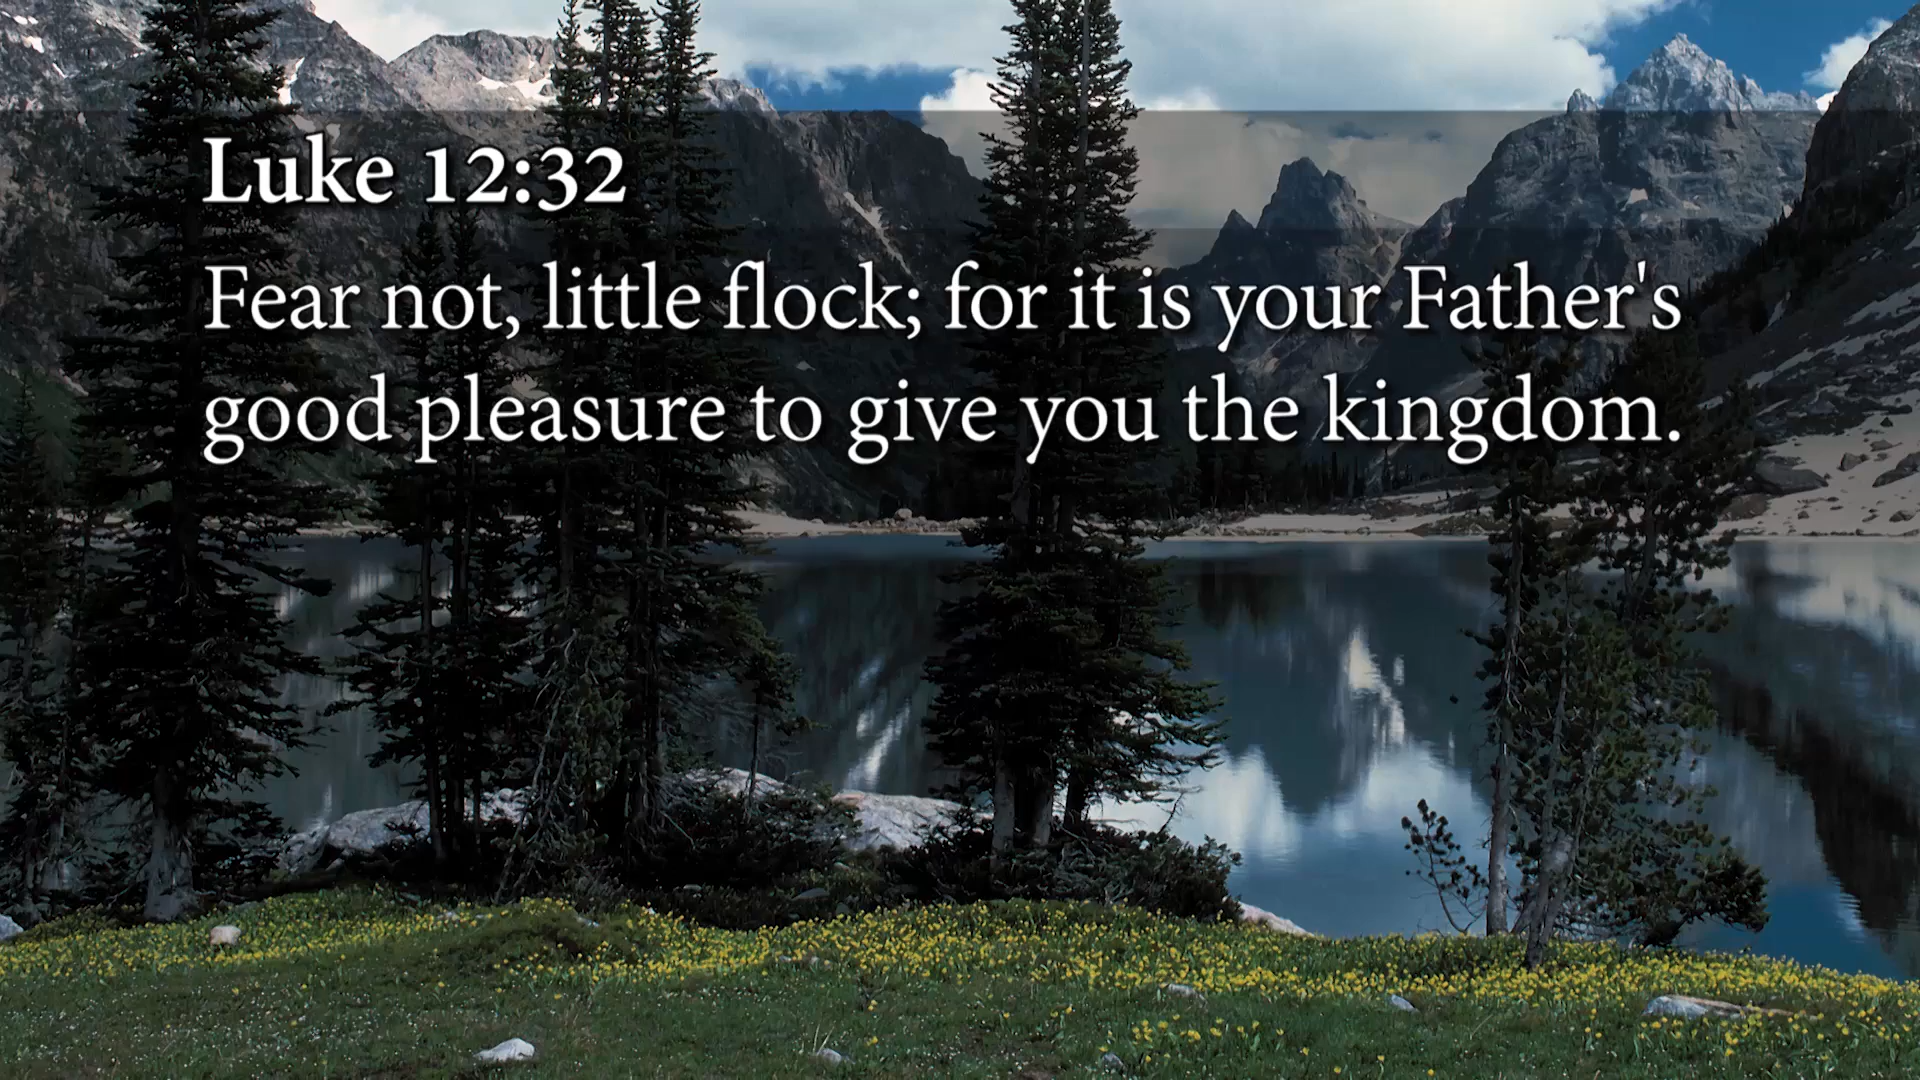 Luke 12:32
Fear not, little flock; for it is your Father's
good pleasure to give you the kingdom.